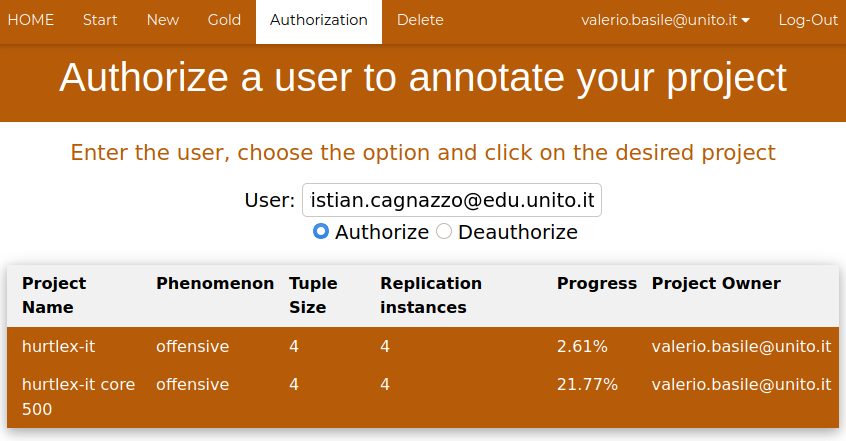 HOME Start New Gold Authorization Delete valerio.basile@unito.it Log-Out
Authorize a user to annotate your project
Enter the user, choose the option and click on the desired project
User: istian.cagnazzo@edu.unito.it
Authorize Deauthorize
Project Name Phenomenon Tuple Size Replication instances Progress Project Owner
hurtlex-it offensive 4 4 2.61% valerio.basile@unito.it
hurtlex-it core 500 offensive 4 4 21.77% valerio.basile@unito.it